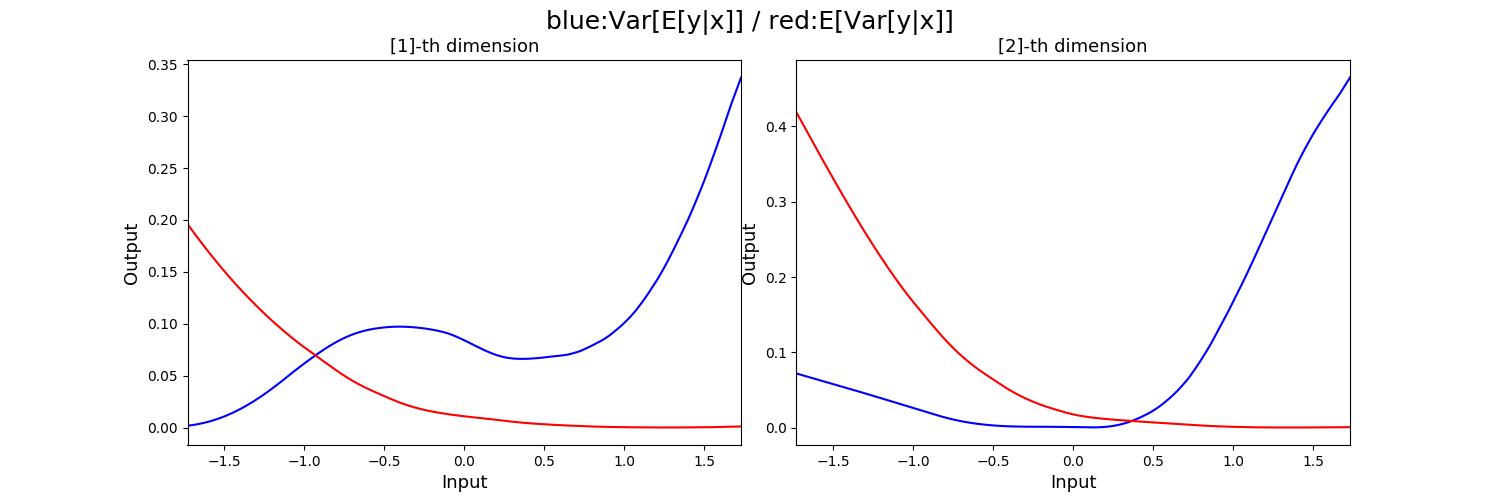 blue:Var[E[y|x]] / red:E[Var[y|x]]
[1]-th dimension
Output
0.35
0.30
0.25
0.20
0.15
0.10
0.05
0.00
−1.5 −1.0 −0.5 0.0 0.5 1.0 1.5
Input
[2]-th dimension
Output
0.4
0.3
0.2
0.1
0.0
−1.5 −1.0 −0.5 0.0 0.5 1.0 1.5
Input